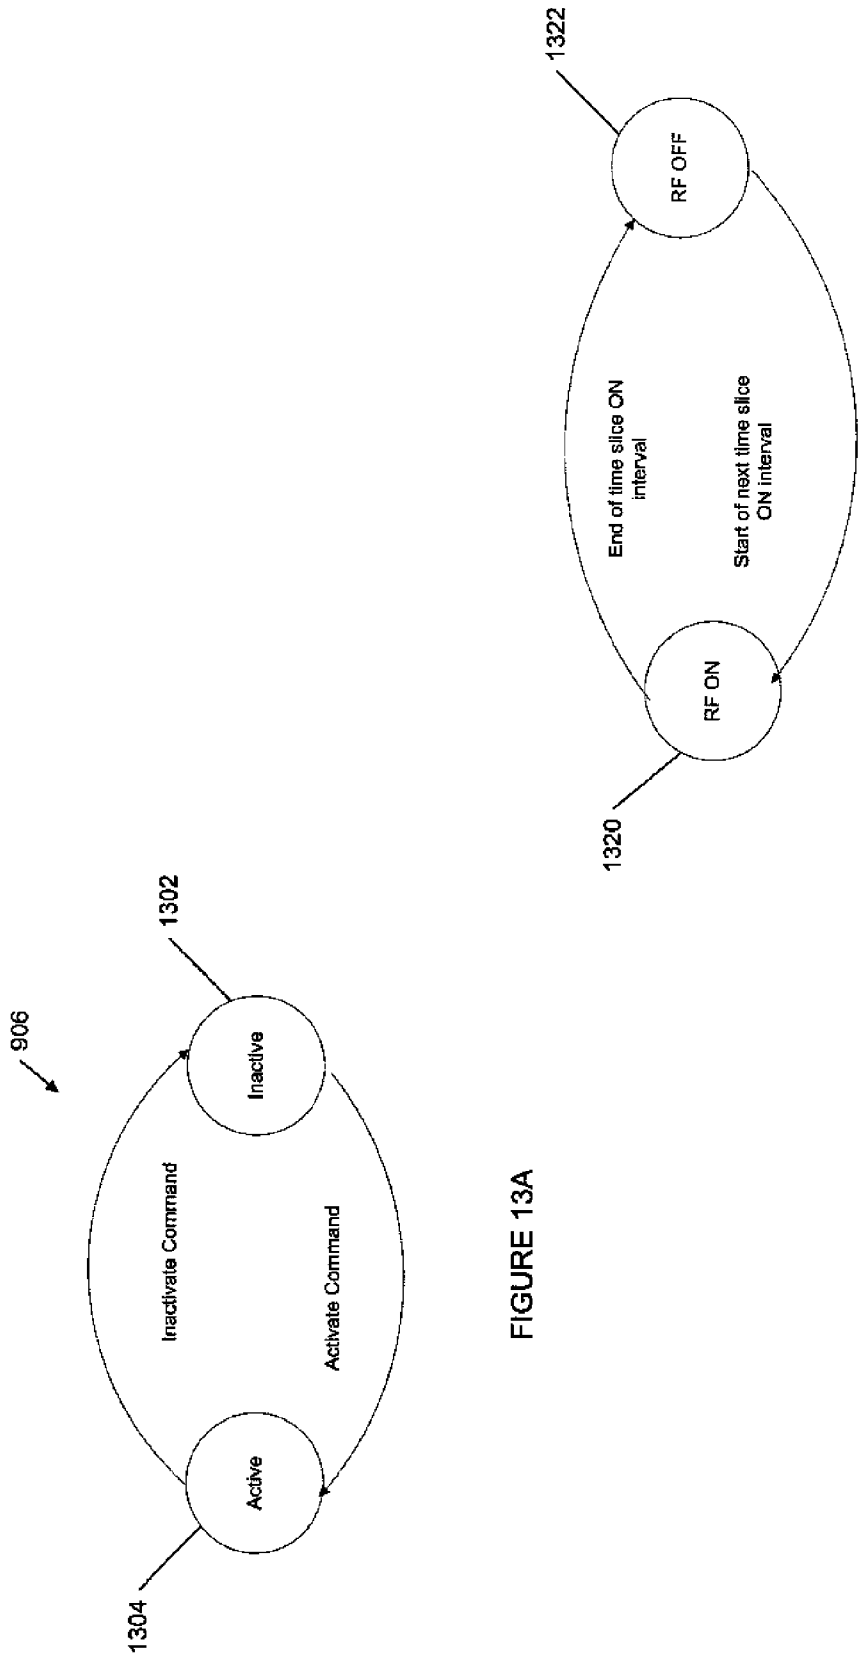 906
1304
Active
Inactivate Command
Activate Command
Inactive
1302
FIGURE 13A
1320
RF ON
End of time slice ON
interval
Start of next time slice
ON interval
RF OFF
1322